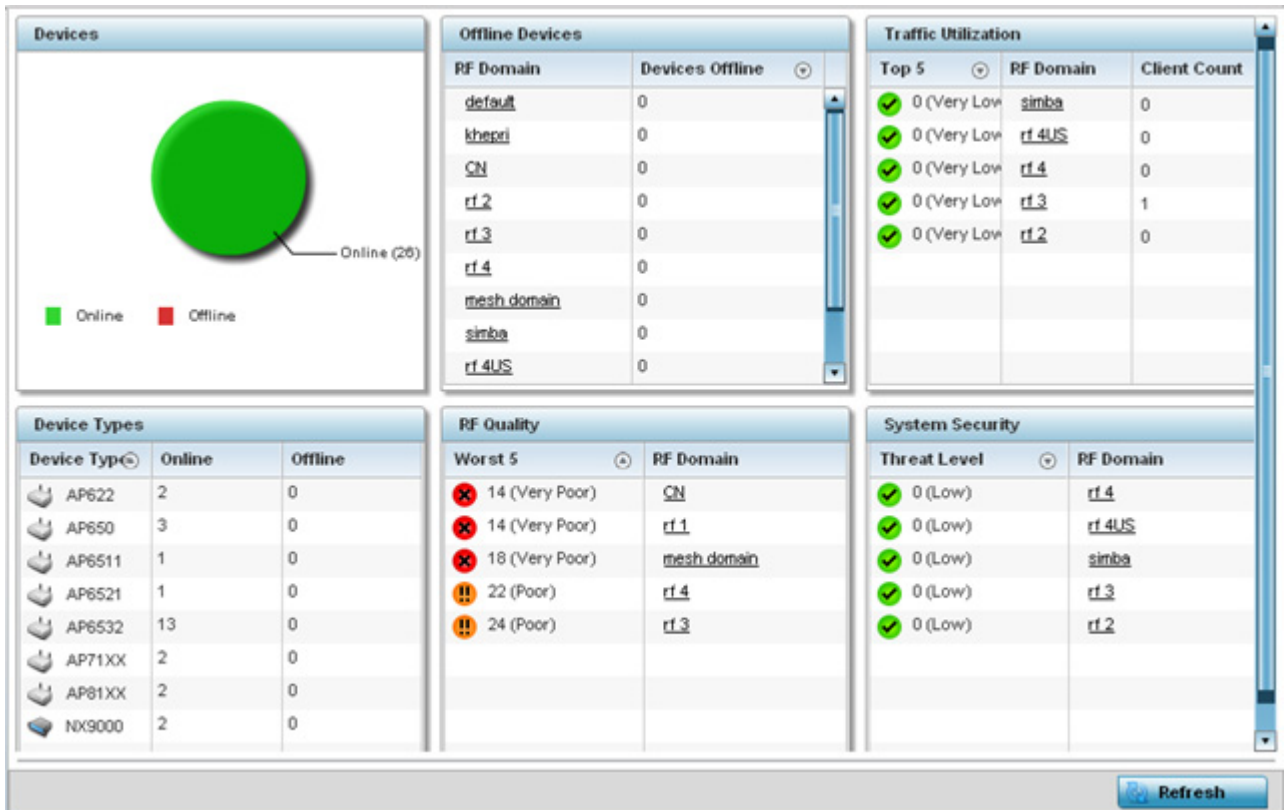 Devices
Online (26)
Online Offline
Offline Devices
RF Domain Devices Offline
default 0
khepri 0
CN 0
rf 2 0
rf 3 0
rf 4 0
mesh domain 0
simba 0
rf 4US 0
Traffic Utilization
Top 5 RF Domain Client Count
0 (Very Low simba 0
0 (Very Low rf 4US 0
0 (Very Low rf 4 0
0 (Very Low rf 3 1
0 (Very Low rf 2 0
Device Types
Device Type Online Offline
AP622 2 0
AP650 3 0
AP6511 1 0
AP6521 1 0
AP6532 13 0
AP71XX 2 0
AP81XX 2 0
NX9000 2 0
RF Quality
Worst 5 RF Domain
14 (Very Poor) CN
14 (Very Poor) rf 1
18 (Very Poor) mesh domain
22 (Poor) rf 4
24 (Poor) rf 3
System Security
Threat Level RF Domain
0 (Low) rf 4
0 (Low) rf 4US
0 (Low) simba
0 (Low) rf 3
0 (Low) rf 2
Refresh